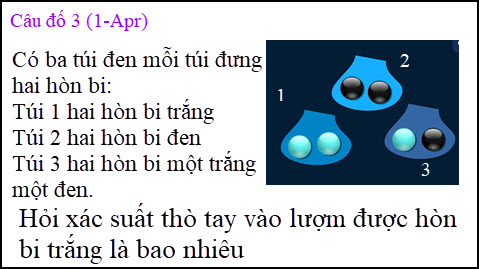 Câu đố 3 (1-Apr)
Có ba túi đen mỗi túi đưng
hai hòn bi:
Túi 1 hai hòn bi trắng
Túi 2 hai hòn bi đen
Túi 3 hai hòn bi một trắng
một đen.
2
1
3
Hỏi xác suất thò tay vào lượm được hòn
bi trắng là bao nhiêu